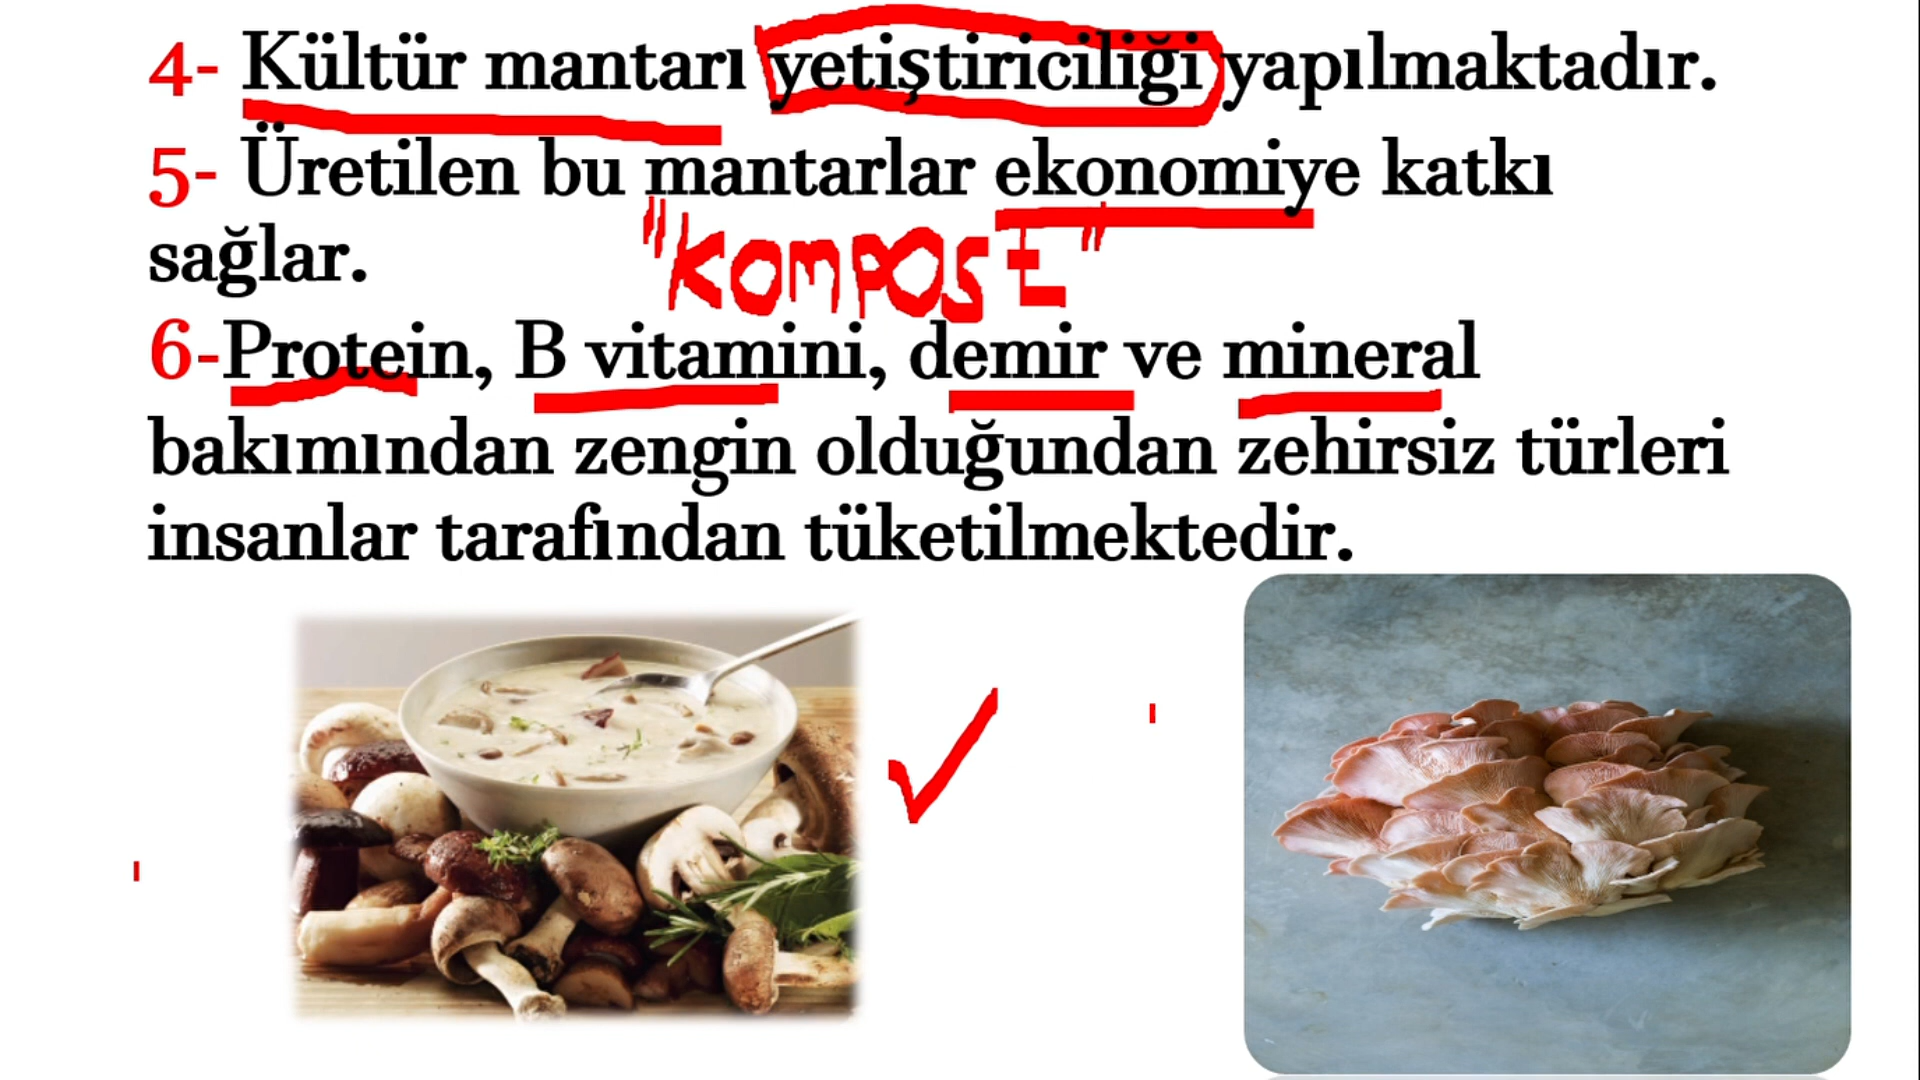 4- Kültür mantarı yetiştiriciliği yapılmaktadır.
5- Üretilen bu mantarlar ekonomiye katkı
sağlar.
"kompost"
6-Protein, B vitamini, demir ve mineral
bakımından zengin olduğundan zehirsiz türleri
insanlar tarafından tüketilmektedir.